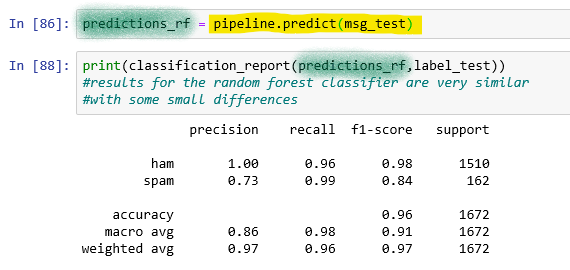 In [86]: predictions_rf = pipeline.predict(msg_test)
In [88]: print(classification_report(predictions_rf,label_test))
#results for the random forest classifier are very similar
#with some small differences
precision recall f1-score support
ham 1.00 0.96 0.98 1510
spam 0.73 0.99 0.84 162
accuracy 0.96 1672
macro avg 0.86 0.98 0.91 1672
weighted avg 0.97 0.96 0.97 1672